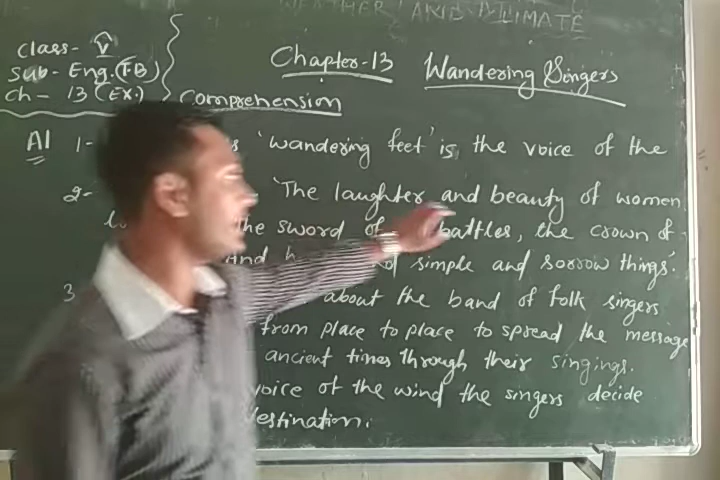 WEATHER AND CLIMATE
Class- V
Sub- Eng.(FB)
Ch- 13 (Ex.)
Chapter-13 Wandering Singers
Comprehension
A1 1- 'wandering feet' is the voice of the
2- 'The laughter and beauty of women
the sword of battles, the crown of
And of simple and sorrow things'.
3 about the band of folk singers
from place to place to spread the message
ancient times through their singings.
voice of the wind the singers decide
destination.